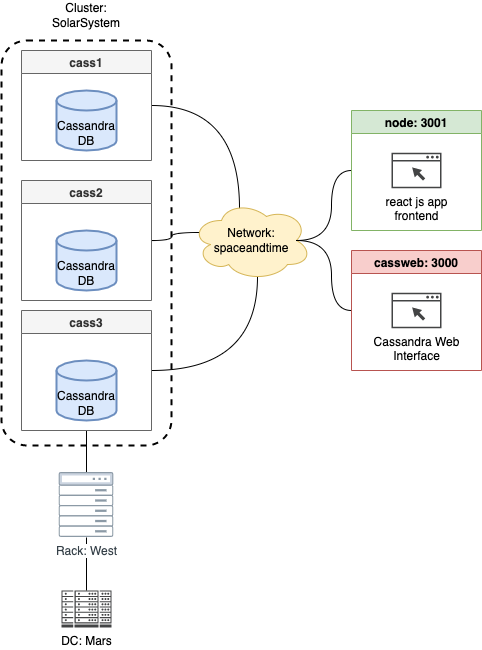 Cluster:
SolarSystem
cass1
Cassandra
DB
cass2
Cassandra
DB
cass3
Cassandra
DB
Network:
spaceandtime
node: 3001
react js app
frontend
cassweb: 3000
Cassandra Web
Interface
Rack: West
DC: Mars